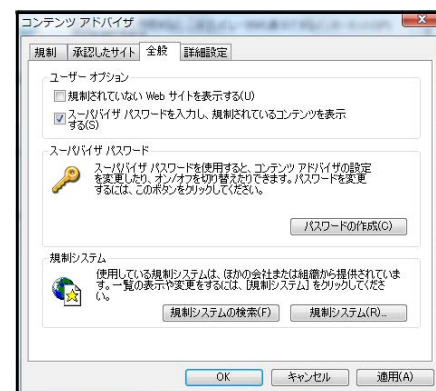 コンテンツ アドバイザ
規制 承認したサイト 全般 詳細設定
ユーザー オプション
規制されていない Web サイトを表示する(U)
スーパバイザ パスワードを入力し、規制されているコンテンツを表示
する(S)
スーパバイザ パスワード
スーパバイザ パスワードを使用すると、コンテンツ アドバイザの設定
を変更したり、オン/オフを切り替えたりできます。パスワードを変更
するには、このボタンをクリックしてください。
パスワードの作成(C)
規制システム
使用している規制システムは、ほかの会社または組織から提供されていま
す。一覧の表示や変更をするには、[規制システム] をクリックしてくださ
い。
規制システムの検索(F) 規制システム(R)...
OK キャンセル 適用(A)